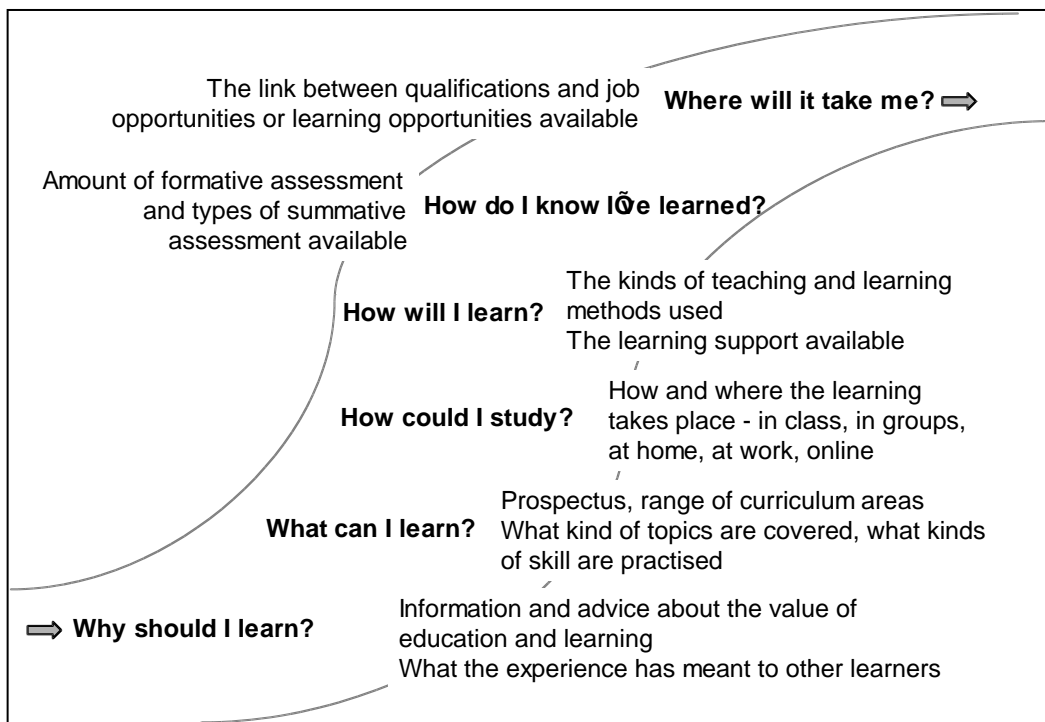 The link between qualifications and job
opportunities or learning opportunities available
Where will it take me?
Amount of formative assessment
and types of summative
assessment available
How do I know IÕve learned?
How will I learn?
The kinds of teaching and learning
methods used
The learning support available
How could I study?
How and where the learning
takes place - in class, in groups,
at home, at work, online
What can I learn?
Prospectus, range of curriculum areas
What kind of topics are covered, what kinds
of skill are practised
Why should I learn?
Information and advice about the value of
education and learning
What the experience has meant to other learners